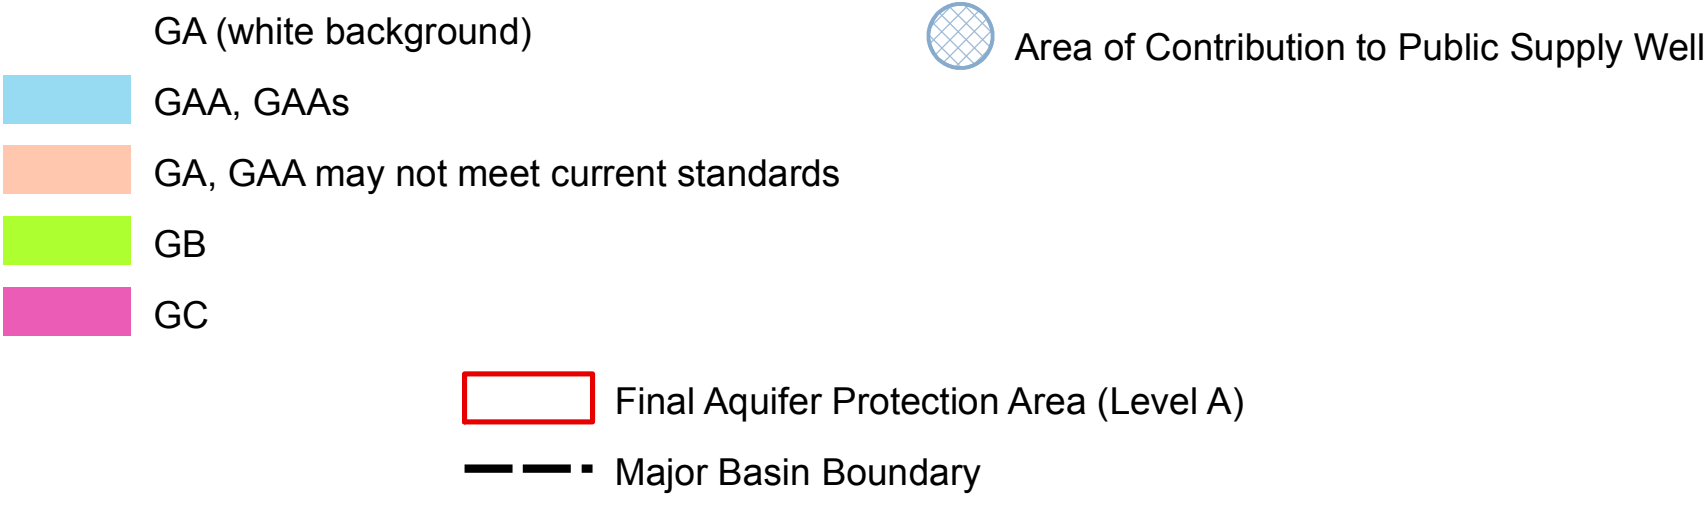 GA (white background)
Area of Contribution to Public Supply Well
GAA, GAAs
GA, GAA may not meet current standards
GB
GC
Final Aquifer Protection Area (Level A)
Major Basin Boundary